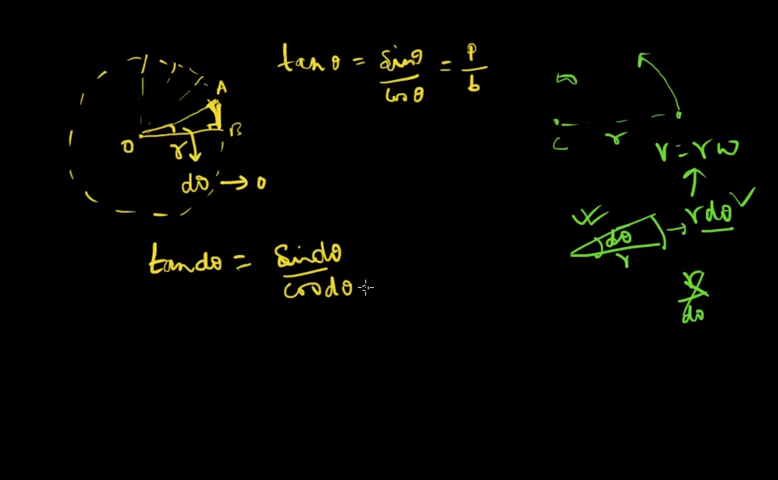 tanθ = sinθ/cosθ = P/b
A
B
O
r
dθ → 0
tandθ = sindθ/cosdθ
∞
C
r
v = rω
rdθ
dθ
r
r/dθ